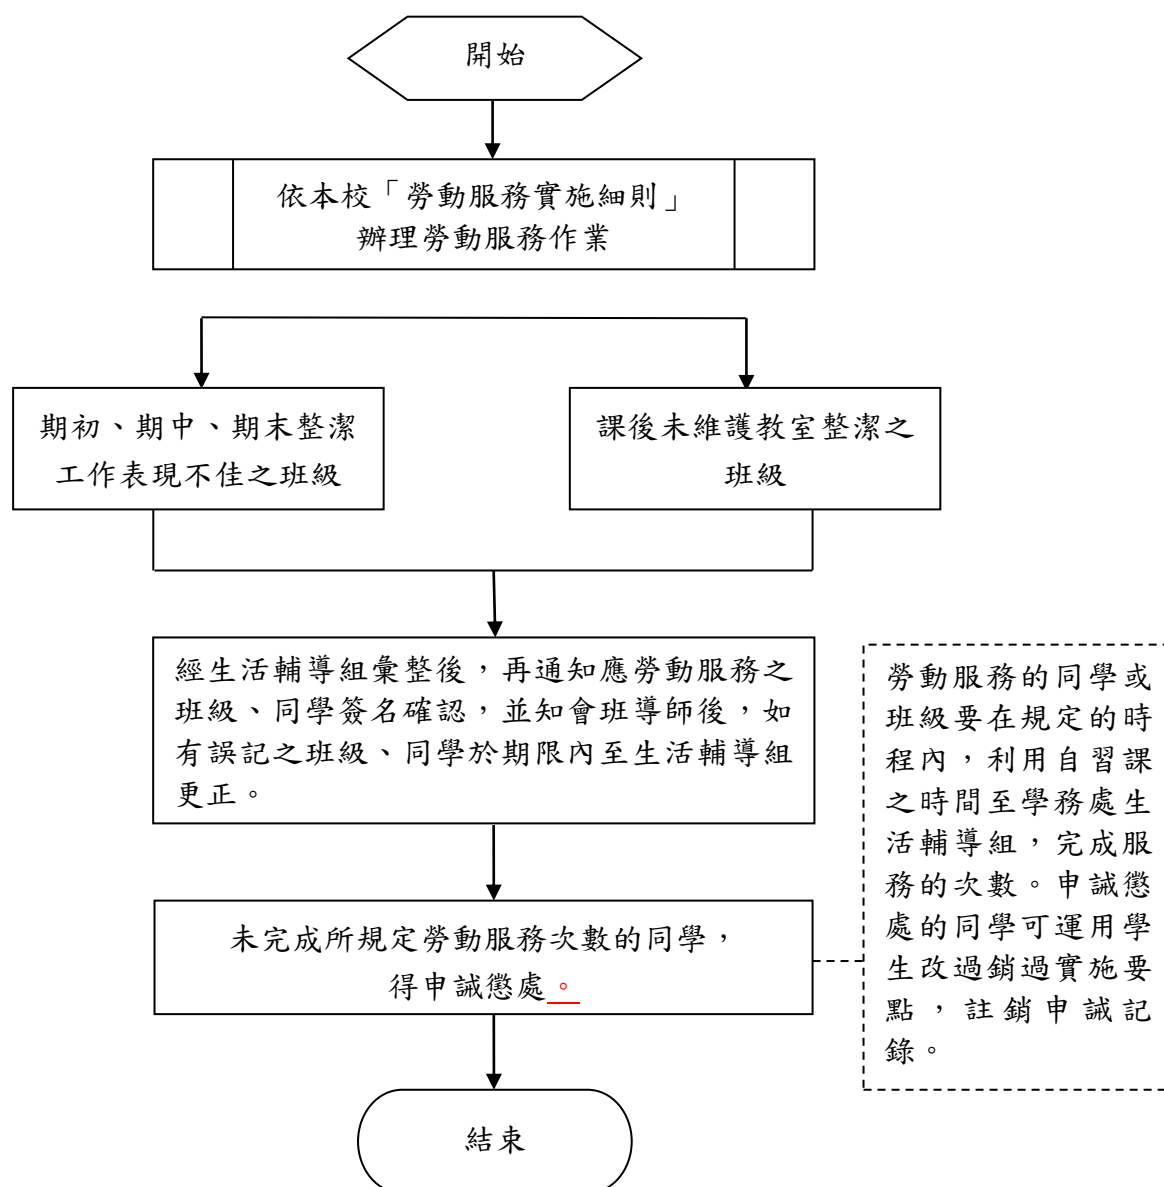 開始
依本校「勞動服務實施細則」
辦理勞動服務作業
期初、期中、期末整潔
工作表現不佳之班級
課後未維護教室整潔之
班級
經生活輔導組彙整後，再通知應勞動服務之
班級、同學簽名確認，並知會班導師後，如
有誤記之班級、同學於期限內至生活輔導組
更正。
勞動服務的同學或
班級要在規定的時
程內，利用自習課
之時間至學務處生
活輔導組，完成服
務的次數。申誡懲
處的同學可運用學
生改過銷過實施要
點，註銷申誡記
錄。
未完成所規定勞動服務次數的同學，
得申誡懲處。
結束